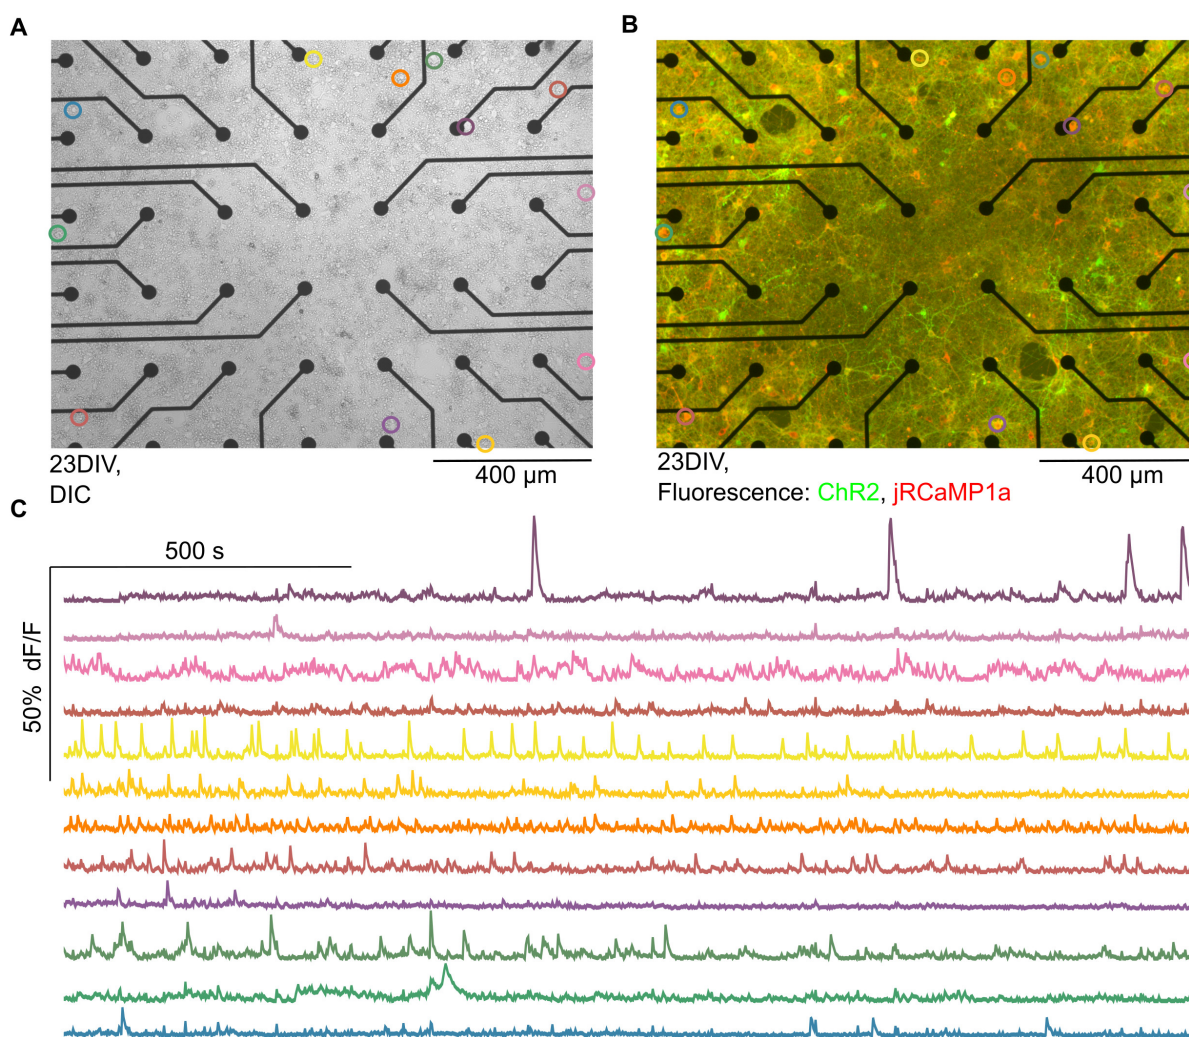 A
B
23DIV,
DIC
400 µm
23DIV,
Fluorescence: ChR2, jRCaMP1a
400 µm
C
500 s
50% dF/F